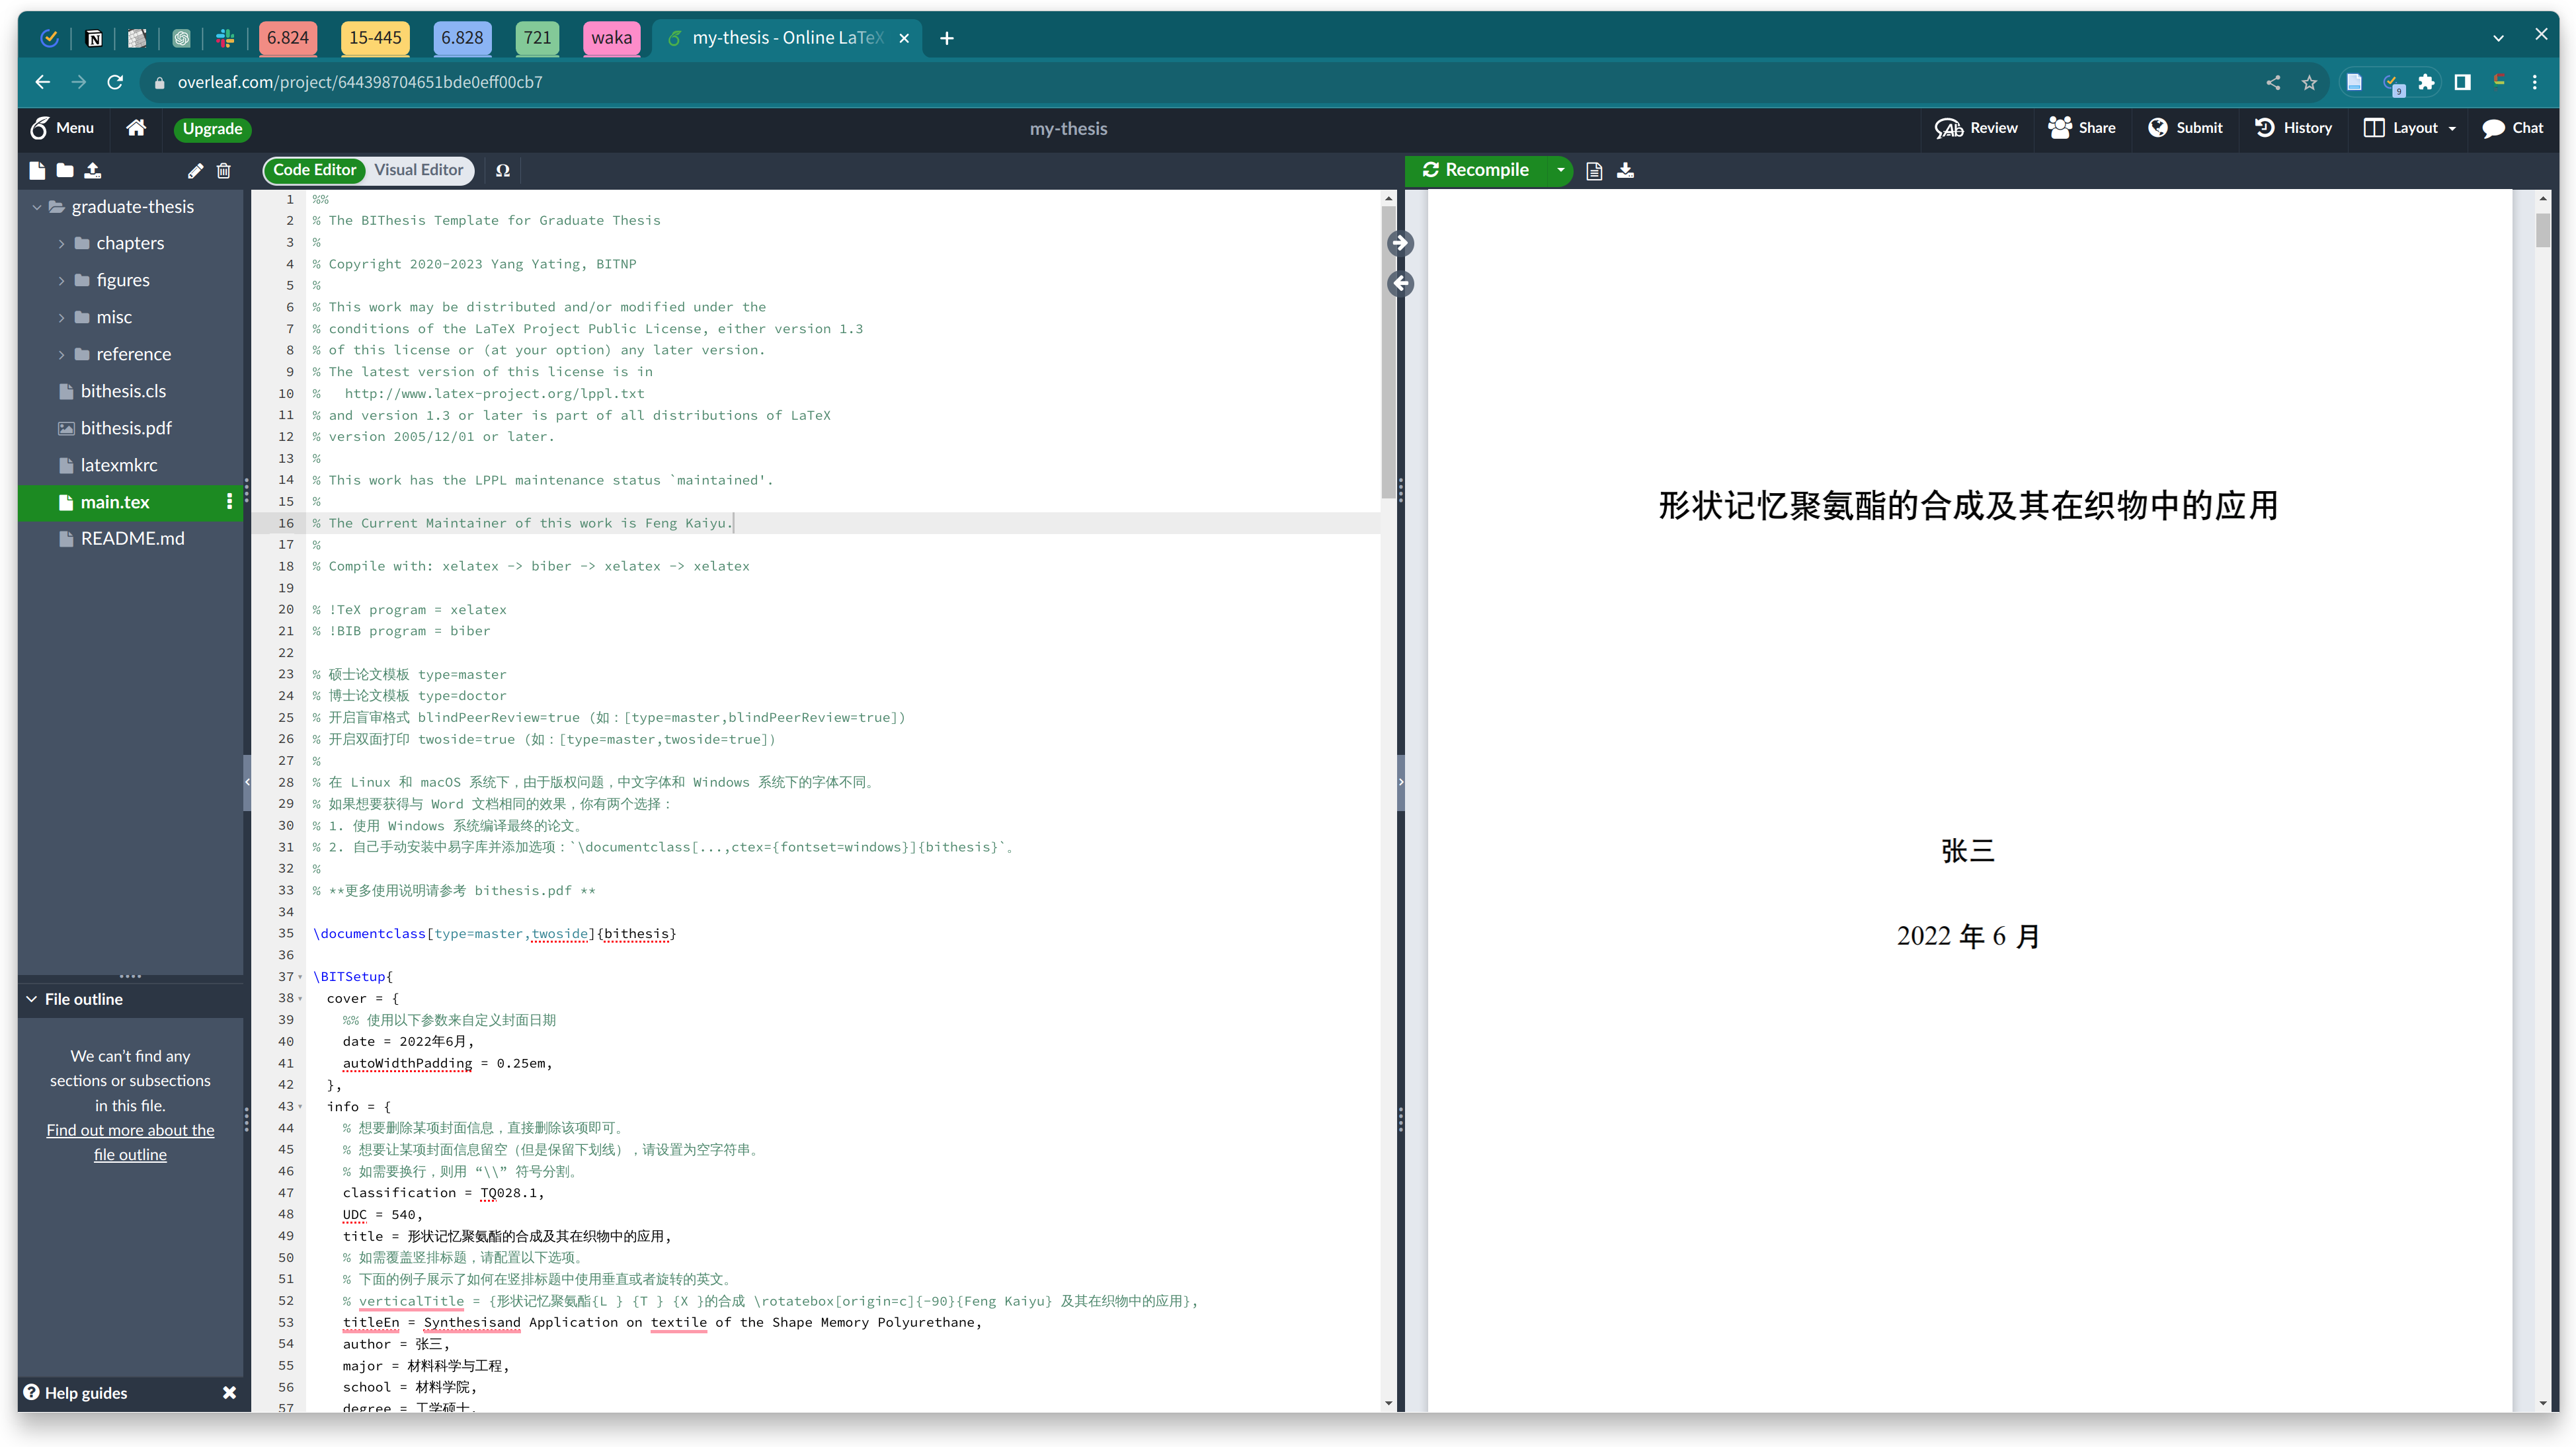 6.824
15-445
6.828
721
waka
my-thesis - Online LaTeX
overleaf.com/project/644398704651bde0eff00cb7
9
Menu
Upgrade
my-thesis
Review
Share
Submit
History
Layout
Chat
Code Editor
Visual Editor
Ω
Recompile
graduate-thesis
chapters
figures
misc
reference
bithesis.cls
bithesis.pdf
latexmkrc
main.tex
README.md
File outline
We can't find any
sections or subsections
in this file.
Find out more about the
file outline
Help guides
1 %%
2 % The BIThesis Template for Graduate Thesis
3 %
4 % Copyright 2020-2023 Yang Yating, BITNP
5 %
6 % This work may be distributed and/or modified under the
7 % conditions of the LaTeX Project Public License, either version 1.3
8 % of this license or (at your option) any later version.
9 % The latest version of this license is in
10 %   http://www.latex-project.org/lppl.txt
11 % and version 1.3 or later is part of all distributions of LaTeX
12 % version 2005/12/01 or later.
13 %
14 % This work has the LPPL maintenance status `maintained'.
15 %
16 % The Current Maintainer of this work is Feng Kaiyu.
17 %
18 % Compile with: xelatex -> biber -> xelatex -> xelatex
19
20 % !TeX program = xelatex
21 % !BIB program = biber
22
23 % 硕士论文模板 type=master
24 % 博士论文模板 type=doctor
25 % 开启盲审格式 blindPeerReview=true (如：[type=master,blindPeerReview=true])
26 % 开启双面打印 twoside=true (如：[type=master,twoside=true])
27 %
28 % 在 Linux 和 macOS 系统下，由于版权问题，中文字体和 Windows 系统下的字体不同。
29 % 如果想要获得与 Word 文档相同的效果，你有两个选择：
30 % 1. 使用 Windows 系统编译最终的论文。
31 % 2. 自己手动安装中易字库并添加选项：`\documentclass[...,ctex={fontset=windows}]{bithesis}`。
32 %
33 % **更多使用说明请参考 bithesis.pdf **
34
35 \documentclass[type=master,twoside]{bithesis}
36
37 \BITSetup{
38   cover = {
39     %% 使用以下参数来自定义封面日期
40     date = 2022年6月,
41     autoWidthPadding = 0.25em,
42   },
43   info = {
44     % 想要删除某项封面信息，直接删除该项即可。
45     % 想要让某项封面信息留空（但是保留下划线），请设置为空字符串。
46     % 如需要换行，则用 “\\” 符号分割。
47     classification = TQ028.1,
48     UDC = 540,
49     title = 形状记忆聚氨酯的合成及其在织物中的应用,
50     % 如需覆盖竖排标题，请配置以下选项。
51     % 下面的例子展示了如何在竖排标题中使用垂直或者旋转的英文。
52     % verticalTitle = {形状记忆聚氨酯{L } {T } {X }的合成 \rotatebox[origin=c]{-90}{Feng Kaiyu} 及其在织物中的应用},
53     titleEn = Synthesisand Application on textile of the Shape Memory Polyurethane,
54     author = 张三,
55     major = 材料科学与工程,
56     school = 材料学院,
57     degree = 工学硕士,
形状记忆聚氨酯的合成及其在织物中的应用
张三
2022 年 6 月